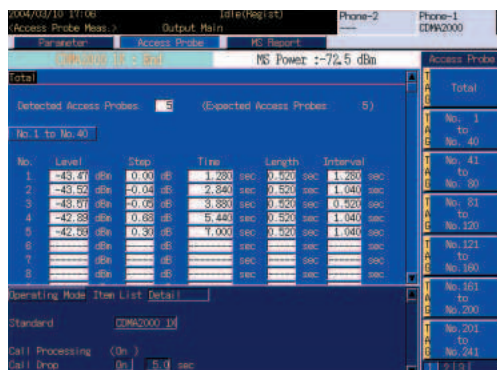 2004/03/10 17:06 Idle(Regist) Phone-2 Phone-1
<Access Probe Meas.> Output Main ---- CDMA2000
Parameter Access Probe MS Report Access Probe
MS Power :-72.5 dBm
Total
Detected Access Probes 5 (Expected Access Probes 5)
No.1 to No.40
No. Level Step Time Length Interval
1 -43.47 dBm 0.00 dB 1.280 sec 0.520 sec 1.280 sec
2 -43.52 dBm -0.04 dB 2.840 sec 0.520 sec 1.040 sec
3 -43.57 dBm -0.05 dB 3.880 sec 0.520 sec 0.520 sec
4 -42.89 dBm 0.68 dB 5.440 sec 0.520 sec 1.040 sec
5 -42.59 dBm 0.30 dB 7.000 sec 0.520 sec 1.040 sec
6 dBm dB sec sec sec
7 dBm dB sec sec sec
8 dBm dB sec sec sec
Operating Mode Item List Detail
Standard CDMA2000 1X
Call Processing (On )
Call Drop On 5.0 sec
TAG Total
TAG No. 1 to No. 40
TAG No. 41 to No. 80
TAG No. 81 to No.120
TAG No.121 to No.160
TAG No.161 to No.200
TAG No.201 to No.241